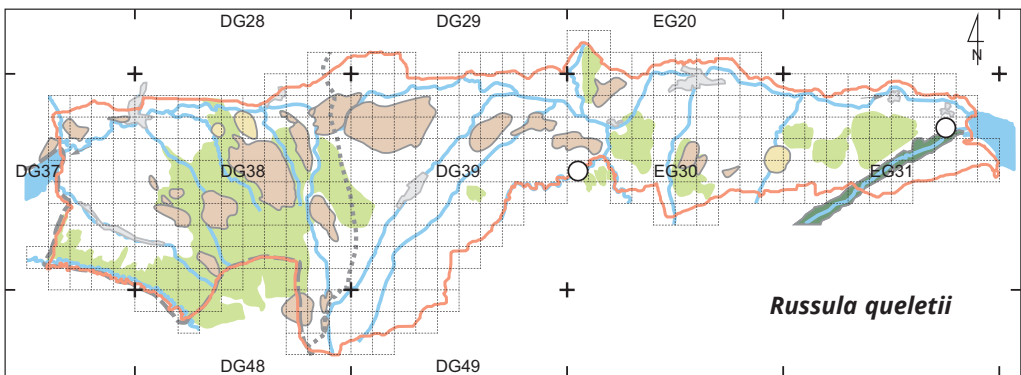 DG28 DG29 EG20
N
DG37 DG38 DG39 EG30 EG31
Russula queletii
DG48 DG49